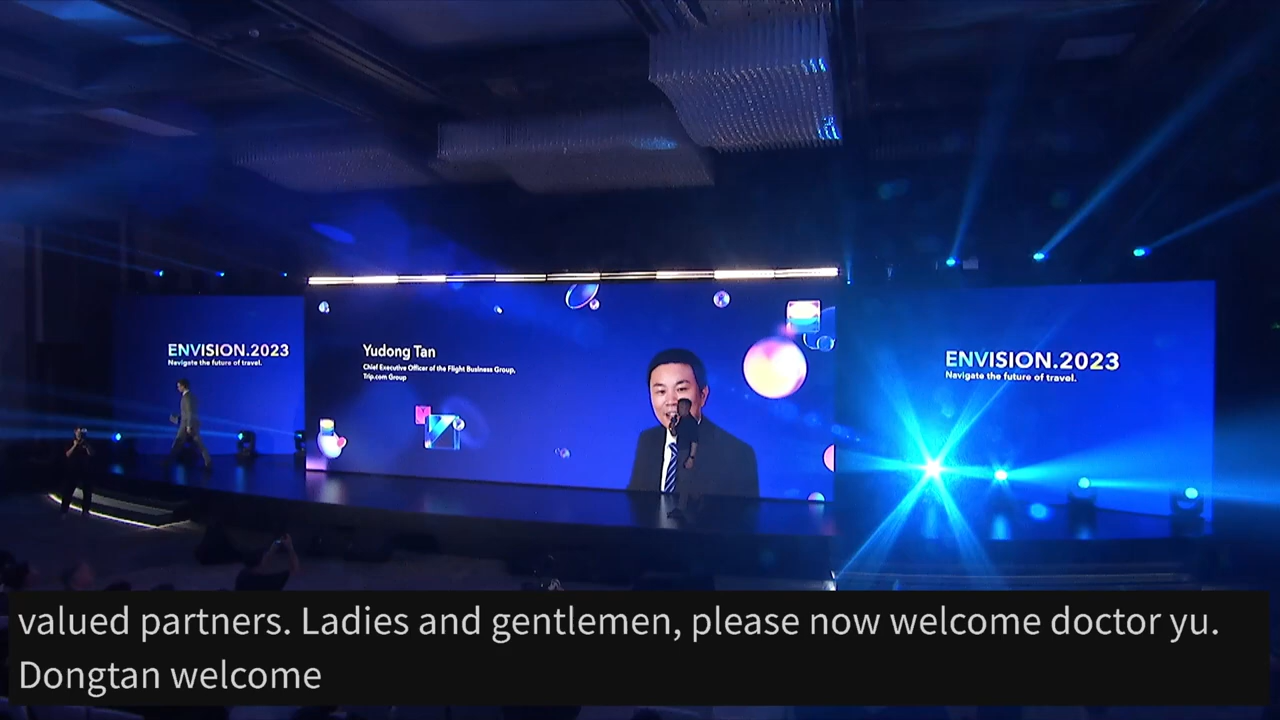 ENVISION.2023
Navigate the future of travel.
Yudong Tan
Chief Executive Officer of the Flight Business Group,
Trip.com Group
ENVISION.2023
Navigate the future of travel.
valued partners. Ladies and gentlemen, please now welcome doctor yu.
Dongtan welcome